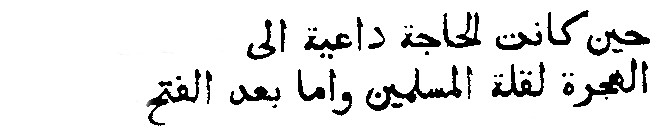 حين كانت الحاجة داعية الى
الهجرة لقلة المسلمين واما بعد الفتح